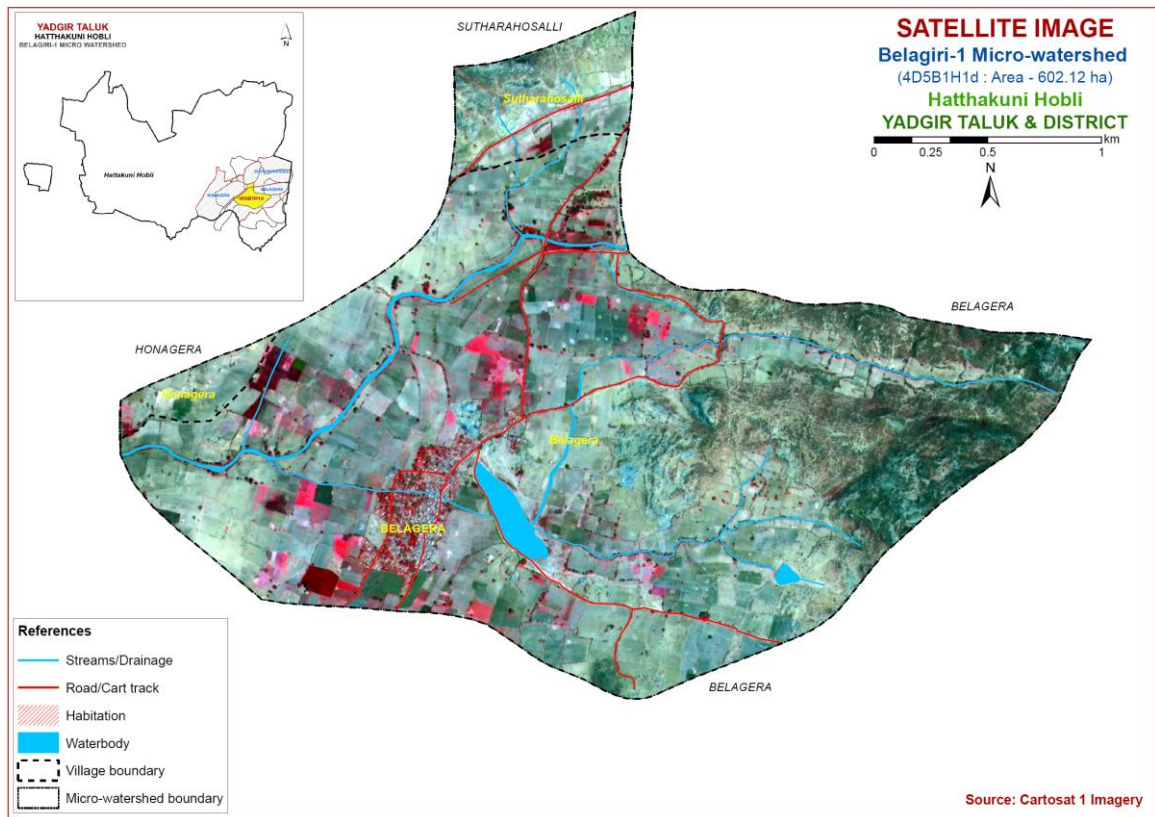 YADGIR TALUK
HATTHAKUNI HOBLI
BELAGIRI-1 MICRO WATERSHED
N
Hattakuni Hobli
HONAGERA
BELAGERA
4D5B1H1d
SUTHARAHOSALLI
SATELLITE IMAGE
Belagiri-1 Micro-watershed
(4D5B1H1d : Area - 602.12 ha)
Hatthakuni Hobli
YADGIR TALUK & DISTRICT
km
0 0.25 0.5 1
N
Sutharahosalli
BELAGERA
HONAGERA
Honagera
Belagera
BELAGERA
BELAGERA
References
Streams/Drainage
Road/Cart track
Habitation
Waterbody
Village boundary
Micro-watershed boundary
Source: Cartosat 1 Imagery